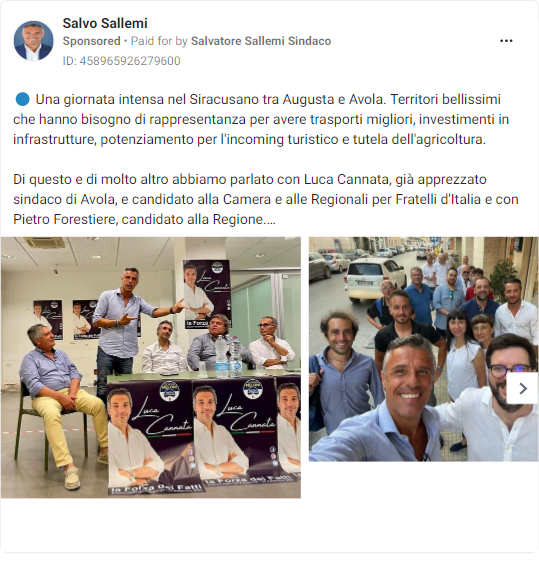 Salvo Sallemi
Sponsored • Paid for by Salvatore Sallemi Sindaco
ID: 458965926279600
Una giornata intensa nel Siracusano tra Augusta e Avola. Territori bellissimi
che hanno bisogno di rappresentanza per avere trasporti migliori, investimenti in
infrastrutture, potenziamento per l'incoming turistico e tutela dell'agricoltura.
Di questo e di molto altro abbiamo parlato con Luca Cannata, già apprezzato
sindaco di Avola, e candidato alla Camera e alle Regionali per Fratelli d'Italia e con
Pietro Forestiere, candidato alla Regione....
Luca
Cannata
la Forza de
Luca
Cannata
Luca
Cannata
la Forza dei Fatti